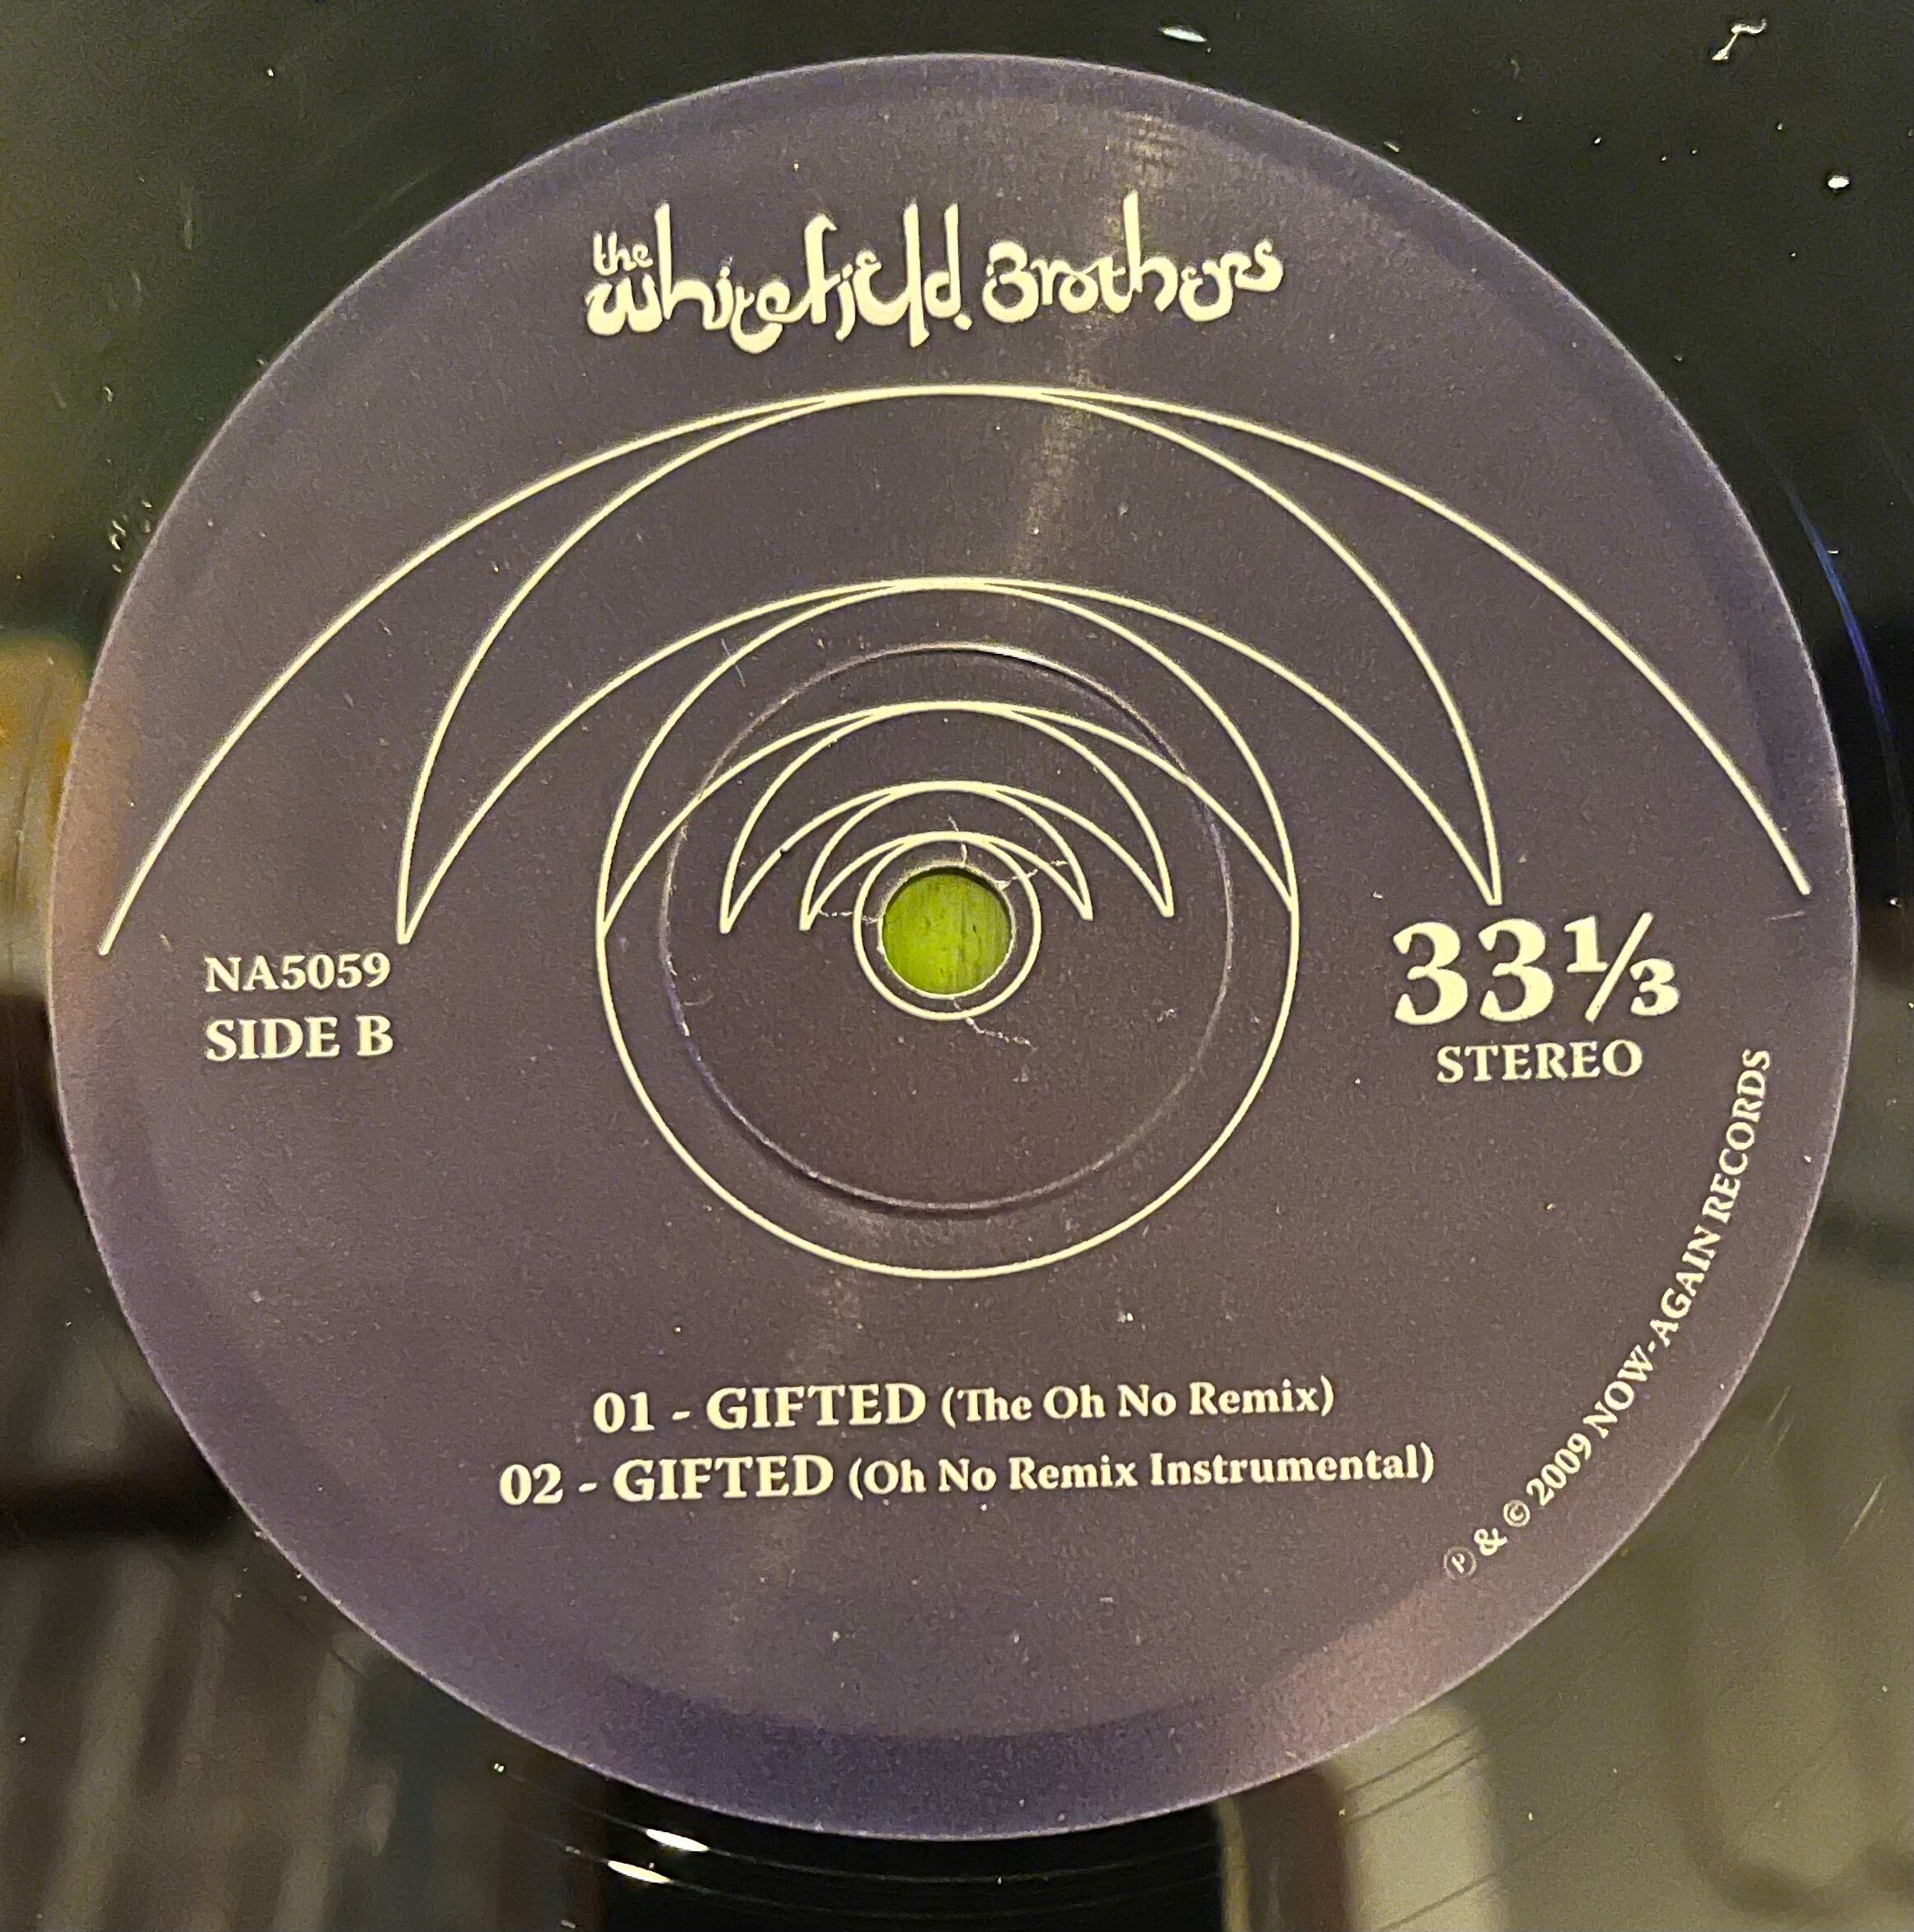 the
Whitefield Brothers
NA5059
SIDE B
33⅓
STEREO
01 - GIFTED (The Oh No Remix)
02 - GIFTED (Oh No Remix Instrumental)
℗ & © 2009 NOW-AGAIN RECORDS